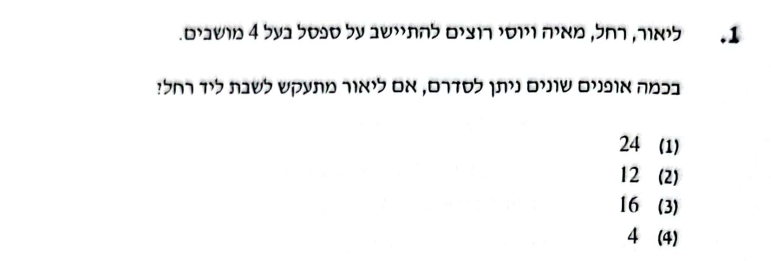 1. ליאור, רחל, מאיה ויוסי רוצים להתיישב על ספסל בעל 4 מושבים.
בכמה אופנים שונים ניתן לסדרם, אם ליאור מתעקש לשבת ליד רחל?
(1) 24
(2) 12
(3) 16
(4) 4